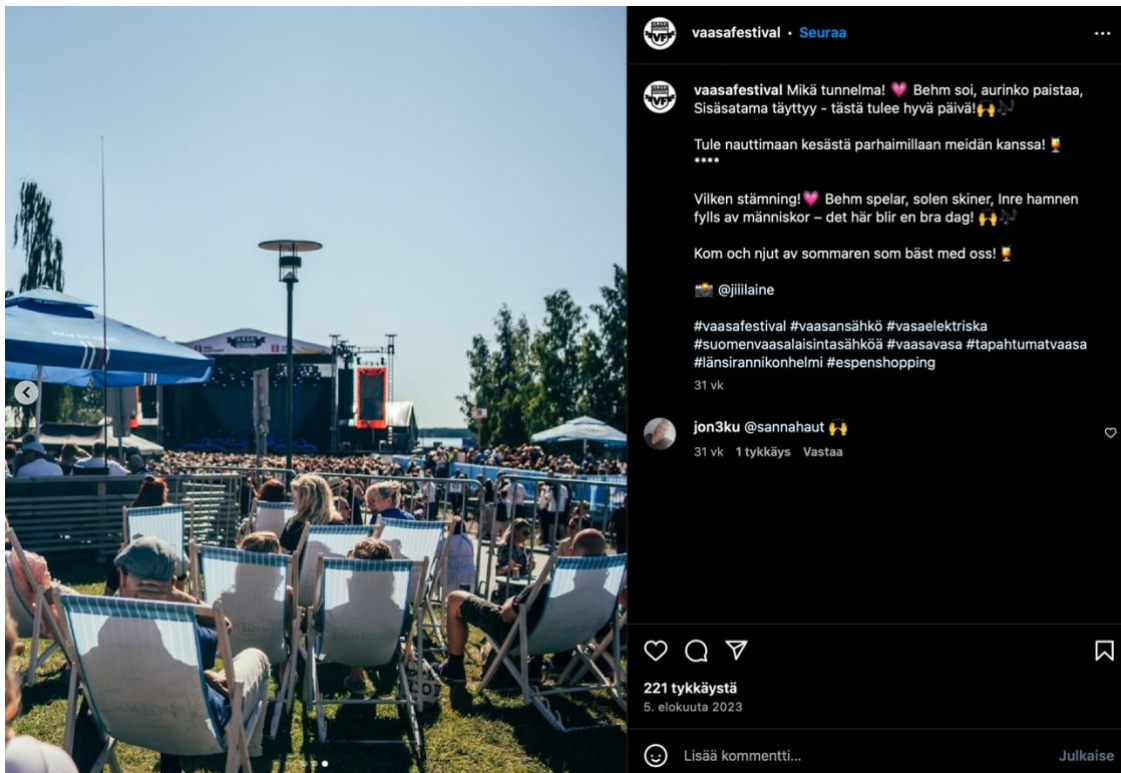 vaasafestival • Seuraa
vaasafestival Mikä tunnelma! 💗 Behm soi, aurinko paistaa,
Sisäsatama täyttyy - tästä tulee hyvä päivä!🙌🎶
Tule nauttimaan kesästä parhaimillaan meidän kanssa! 🍹
****
Vilken stämning!💗 Behm spelar, solen skiner, Inre hamnen
fylls av människor – det här blir en bra dag! 🙌🎶
Kom och njut av sommaren som bäst med oss! 🍹
📸 @jiiilaine
#vaasafestival #vaasansähkö #vasaelektriska
#suomenvaasalaisintasähköä #vaasavasa #tapahtumatvaasa
#länsirannikonhelmi #espenshopping
31 vk
jon3ku @sannahaut 🙌
31 vk 1 tykkäys Vastaa
221 tykkäystä
5. elokuuta 2023
Lisää kommentti... Julkaise